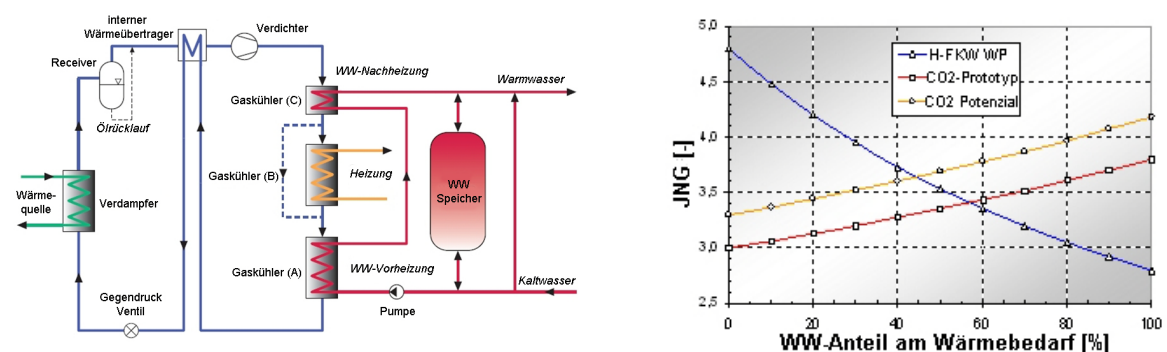 interner
Wärmeübertrager
Verdichter
Receiver
WW-Nachheizung
Warmwasser
Gaskühler (C)
Ölrücklauf
Gaskühler (B)
Heizung
WW
Speicher
Wärme-
quelle
Verdampfer
Gaskühler (A)
WW-Vorheizung
Kaltwasser
Gegendruck
Ventil
Pumpe
5,0
4,5
4,0
3,5
3,0
2,5
JNG [-]
H-FKW WP
CO2-Prototyp
CO2 Potenzial
0 20 40 60 80 100
WW-Anteil am Wärmebedarf [%]